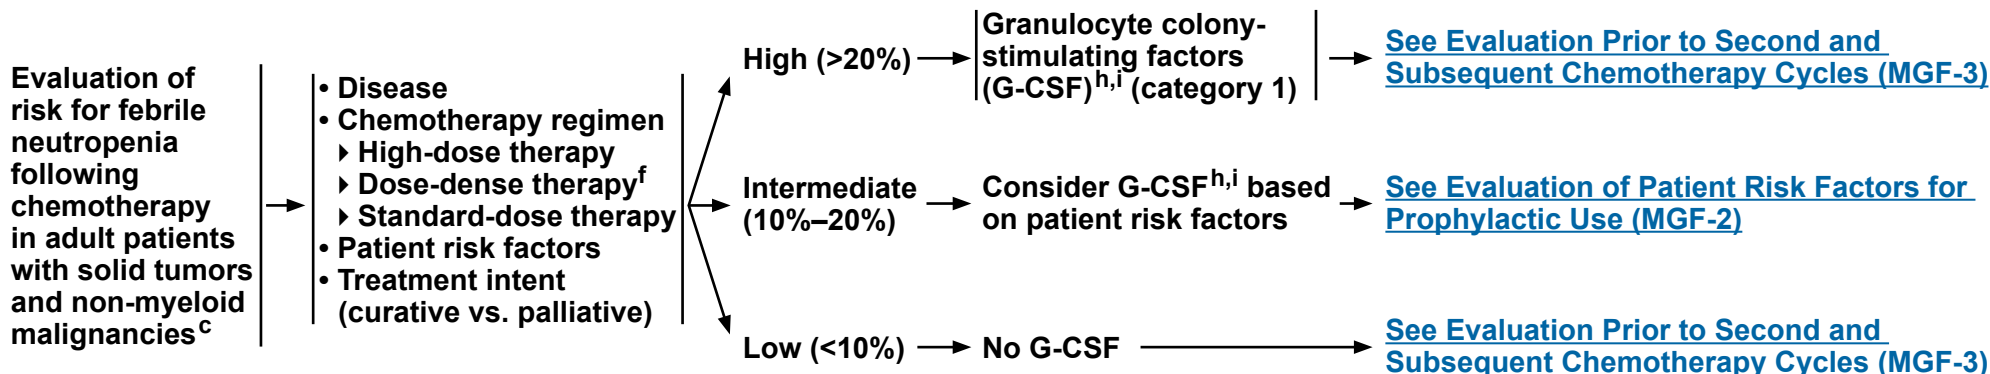 Evaluation of
risk for febrile
neutropenia
following
chemotherapy
in adult patients
with solid tumors
and non-myeloid
malignanciesᶜ
• Disease
• Chemotherapy regimen
▸ High-dose therapy
▸ Dose-dense therapyᶠ
▸ Standard-dose therapy
• Patient risk factors
• Treatment intent
(curative vs. palliative)
High (>20%)
Granulocyte colony-
stimulating factors
(G-CSF)ʰ,ⁱ (category 1)
See Evaluation Prior to Second and
Subsequent Chemotherapy Cycles (MGF-3)
Intermediate
(10%–20%)
Consider G-CSFʰ,ⁱ based
on patient risk factors
See Evaluation of Patient Risk Factors for
Prophylactic Use (MGF-2)
Low (<10%)
No G-CSF
See Evaluation Prior to Second and
Subsequent Chemotherapy Cycles (MGF-3)